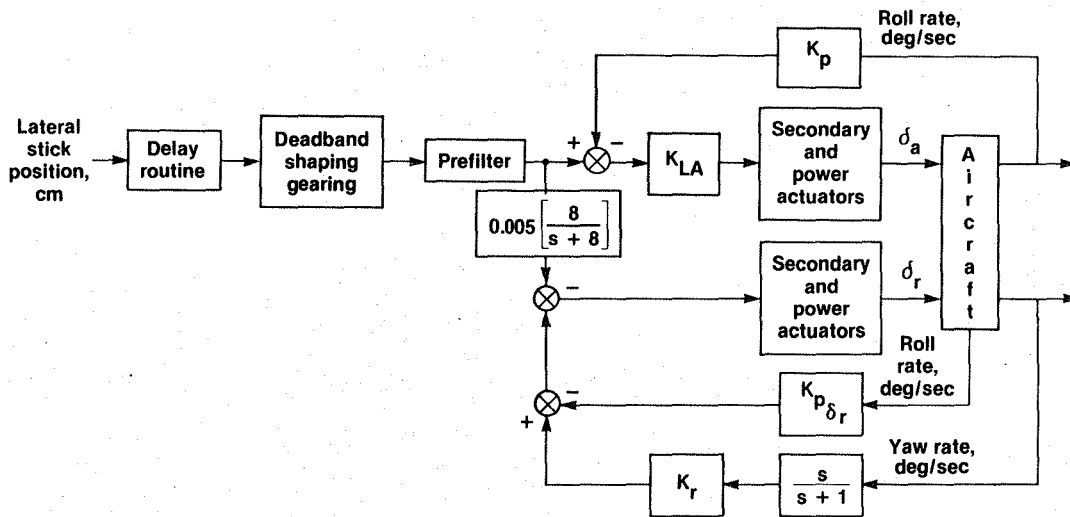 Roll rate,
deg/sec
K_p
Lateral
stick
position,
cm
Delay
routine
Deadband
shaping
gearing
Prefilter
+
−
K_LA
Secondary
and
power
actuators
δ_a
Aircraft
0.005 [8 / (s + 8)]
−
Secondary
and
power
actuators
δ_r
Roll
rate,
deg/sec
K_p_δ_r
−
+
Yaw rate,
deg/sec
K_r
s / (s + 1)